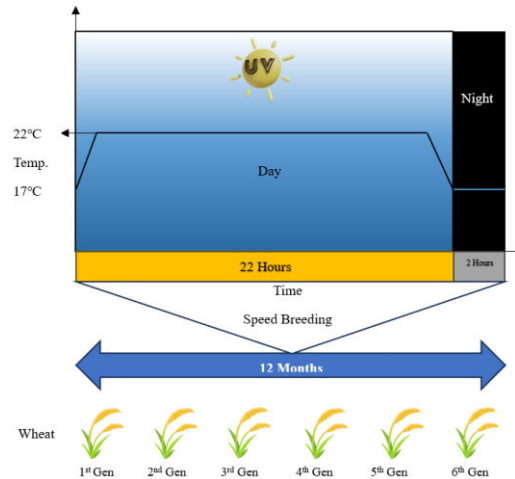 UV
Night
22°C
Temp.
Day
17°C
22 Hours
2 Hours
Time
Speed Breeding
12 Months
Wheat
1st Gen
2nd Gen
3rd Gen
4th Gen
5th Gen
6th Gen